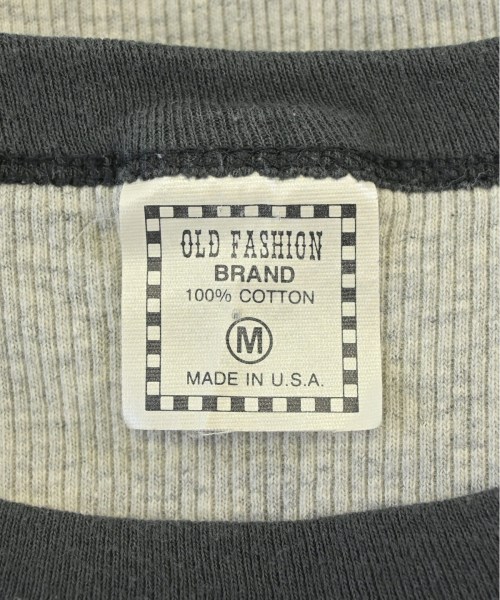 OLD FASHION
BRAND
100% COTTON
M
MADE IN U.S.A.